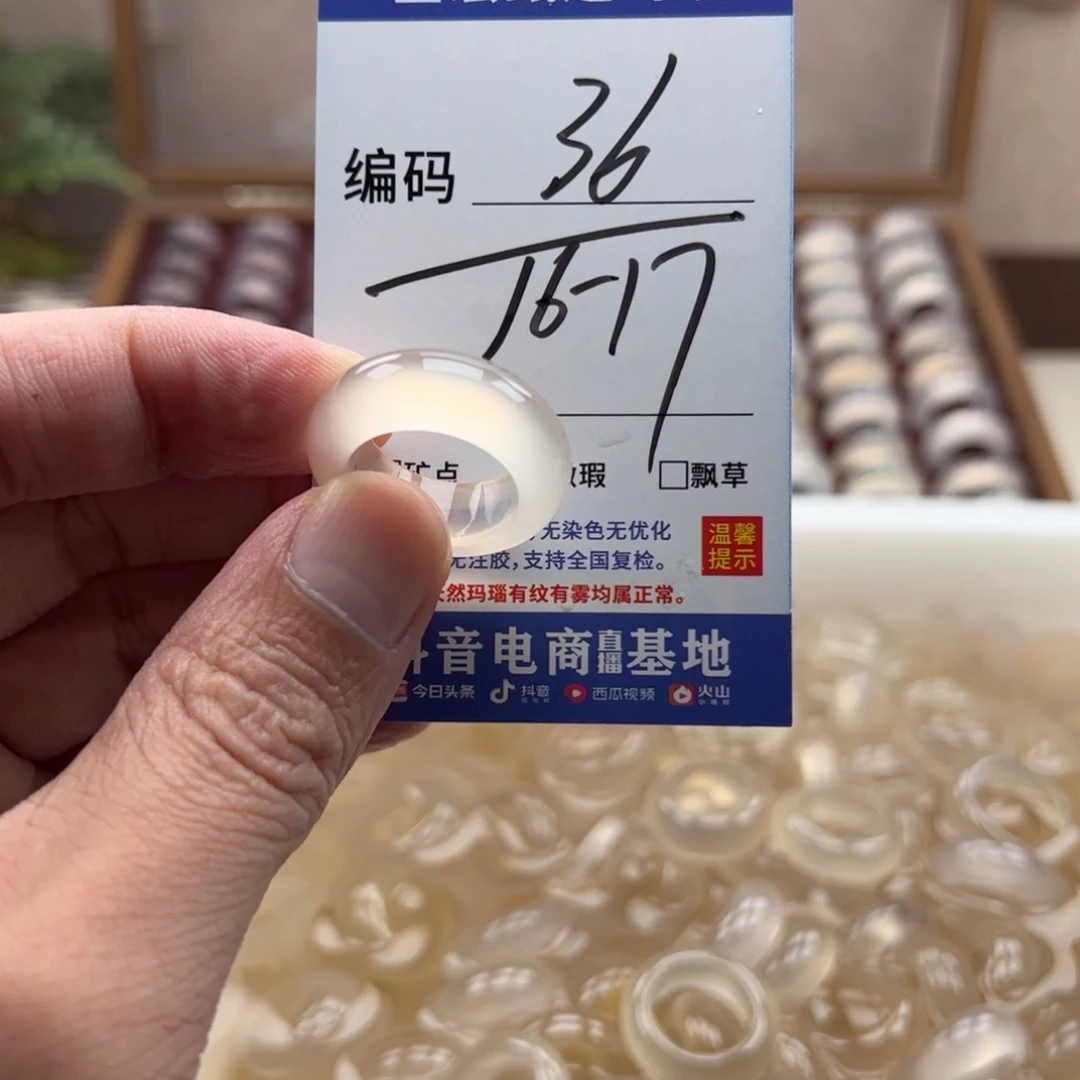 编码 36
16-17
矿点 瑕 □飘草
无染色无优化 温馨
无注胶,支持全国复检。 提示
然玛瑙有纹有雾均属正常。
抖音电商直播基地
今日头条 抖音 西瓜视频 火山